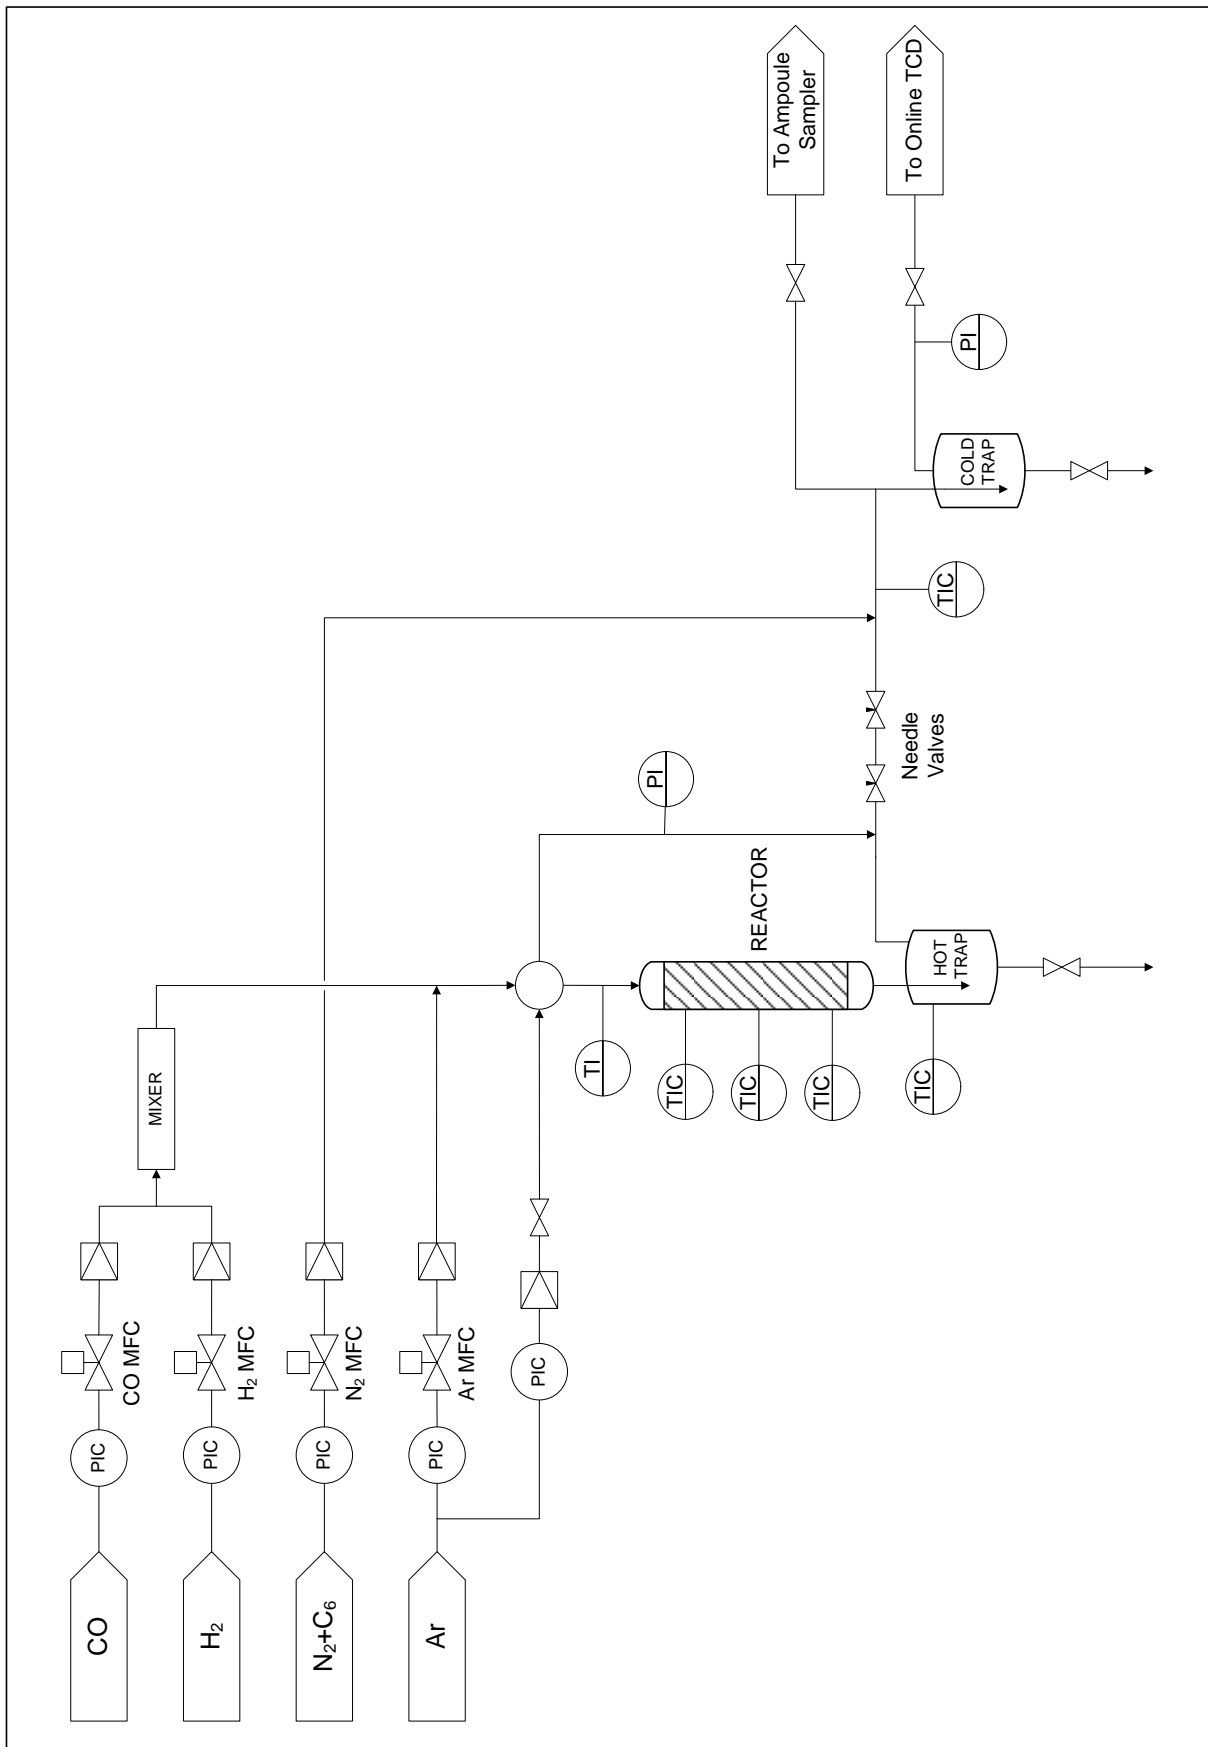 CO
H₂
N₂+C₆
Ar
PIC
PIC
PIC
PIC
PIC
CO MFC
H₂ MFC
N₂ MFC
Ar MFC
MIXER
TI
TIC
TIC
TIC
REACTOR
TIC
HOT
TRAP
PI
Needle
Valves
TIC
COLD
TRAP
PI
To Ampoule
Sampler
To Online TCD